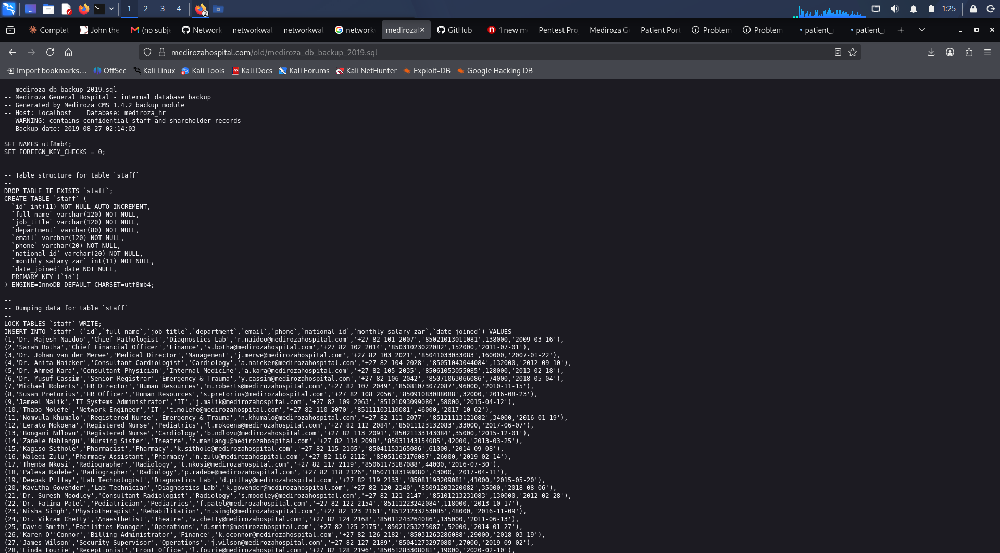 1 2 3 4 2 1:25
Complet John the M (no subj Network networkwal networkwal network mediroza GitHub - 1 new m Pentest Pro Mediroza G Patient Port Problem Problem patient_ patient_
medirozahospital.com/old/mediroza_db_backup_2019.sql
Import bookmarks... OffSec Kali Linux Kali Tools Kali Docs Kali Forums Kali NetHunter Exploit-DB Google Hacking DB
-- mediroza_db_backup_2019.sql
-- Mediroza General Hospital - internal database backup
-- Generated by Mediroza CMS 1.4.2 backup module
-- Host: localhost    Database: mediroza_hr
-- WARNING: contains confidential staff and shareholder records
-- Backup date: 2019-08-27 02:14:03
SET NAMES utf8mb4;
SET FOREIGN_KEY_CHECKS = 0;
--
-- Table structure for table `staff`
--
DROP TABLE IF EXISTS `staff`;
CREATE TABLE `staff` (
  `id` int(11) NOT NULL AUTO_INCREMENT,
  `full_name` varchar(120) NOT NULL,
  `job_title` varchar(120) NOT NULL,
  `department` varchar(80) NOT NULL,
  `email` varchar(120) NOT NULL,
  `phone` varchar(20) NOT NULL,
  `national_id` varchar(20) NOT NULL,
  `monthly_salary_zar` int(11) NOT NULL,
  `date_joined` date NOT NULL,
  PRIMARY KEY (`id`)
) ENGINE=InnoDB DEFAULT CHARSET=utf8mb4;
--
-- Dumping data for table `staff`
--
LOCK TABLES `staff` WRITE;
INSERT INTO `staff` (`id`,`full_name`,`job_title`,`department`,`email`,`phone`,`national_id`,`monthly_salary_zar`,`date_joined`) VALUES
(1,'Dr. Rajesh Naidoo','Chief Pathologist','Diagnostics Lab','r.naidoo@medirozahospital.com','+27 82 101 2007','85021013011081',138000,'2009-03-16'),
(2,'Sarah Botha','Chief Financial Officer','Finance','s.botha@medirozahospital.com','+27 82 102 2014','85031023022082',152000,'2011-07-01'),
(3,'Dr. Johan van der Merwe','Medical Director','Management','j.merwe@medirozahospital.com','+27 82 103 2021','85041033033083',160000,'2007-01-22'),
(4,'Dr. Anita Naicker','Consultant Cardiologist','Cardiology','a.naicker@medirozahospital.com','+27 82 104 2028','85051043044084',132000,'2012-09-10'),
(5,'Dr. Ahmed Kara','Consultant Physician','Internal Medicine','a.kara@medirozahospital.com','+27 82 105 2035','85061053055085',128000,'2013-02-18'),
(6,'Dr. Yusuf Cassim','Senior Registrar','Emergency & Trauma','y.cassim@medirozahospital.com','+27 82 106 2042','85071063066086',74000,'2018-05-04'),
(7,'Michael Roberts','HR Director','Human Resources','m.roberts@medirozahospital.com','+27 82 107 2049','85081073077087',96000,'2010-11-15'),
(8,'Susan Pretorius','HR Officer','Human Resources','s.pretorius@medirozahospital.com','+27 82 108 2056','85091083088088',32000,'2016-08-23'),
(9,'Jameel Malik','IT Systems Administrator','IT','j.malik@medirozahospital.com','+27 82 109 2063','85101093099080',58000,'2015-04-12'),
(10,'Thabo Molefe','Network Engineer','IT','t.molefe@medirozahospital.com','+27 82 110 2070','85111103110081',46000,'2017-10-02'),
(11,'Nomvula Khumalo','Registered Nurse','Emergency & Trauma','n.khumalo@medirozahospital.com','+27 82 111 2077','85121113121082',34000,'2016-01-19'),
(12,'Lerato Mokoena','Registered Nurse','Pediatrics','l.mokoena@medirozahospital.com','+27 82 112 2084','85011123132083',33000,'2017-06-07'),
(13,'Bongani Ndlovu','Registered Nurse','Cardiology','b.ndlovu@medirozahospital.com','+27 82 113 2091','85021133143084',35000,'2015-12-01'),
(14,'Zanele Mahlangu','Nursing Sister','Theatre','z.mahlangu@medirozahospital.com','+27 82 114 2098','85031143154085',42000,'2013-03-25'),
(15,'Kagiso Sithole','Pharmacist','Pharmacy','k.sithole@medirozahospital.com','+27 82 115 2105','85041153165086',61000,'2014-09-08'),
(16,'Naledi Zulu','Pharmacy Assistant','Pharmacy','n.zulu@medirozahospital.com','+27 82 116 2112','85051163176087',26000,'2019-02-14'),
(17,'Themba Nkosi','Radiographer','Radiology','t.nkosi@medirozahospital.com','+27 82 117 2119','85061173187088',44000,'2016-07-30'),
(18,'Palesa Radebe','Radiographer','Radiology','p.radebe@medirozahospital.com','+27 82 118 2126','85071183198080',43000,'2017-04-11'),
(19,'Deepak Pillay','Lab Technologist','Diagnostics Lab','d.pillay@medirozahospital.com','+27 82 119 2133','85081193209081',41000,'2015-05-20'),
(20,'Kavitha Govender','Lab Technician','Diagnostics Lab','k.govender@medirozahospital.com','+27 82 120 2140','85091203220082',35000,'2018-08-06'),
(21,'Dr. Suresh Moodley','Consultant Radiologist','Radiology','s.moodley@medirozahospital.com','+27 82 121 2147','85101213231083',130000,'2012-02-28'),
(22,'Dr. Fatima Patel','Pediatrician','Pediatrics','f.patel@medirozahospital.com','+27 82 122 2154','85111223242084',118000,'2013-10-17'),
(23,'Nisha Singh','Physiotherapist','Rehabilitation','n.singh@medirozahospital.com','+27 82 123 2161','85121233253085',48000,'2016-11-09'),
(24,'Dr. Vikram Chetty','Anaesthetist','Theatre','v.chetty@medirozahospital.com','+27 82 124 2168','85011243264086',135000,'2011-06-13'),
(25,'David Smith','Facilities Manager','Operations','d.smith@medirozahospital.com','+27 82 125 2175','85021253275087',52000,'2014-01-27'),
(26,'Karen O''Connor','Billing Administrator','Finance','k.oconnor@medirozahospital.com','+27 82 126 2182','85031263286088',29000,'2018-03-19'),
(27,'James Wilson','Security Supervisor','Operations','j.wilson@medirozahospital.com','+27 82 127 2189','85041273297080',27000,'2019-09-02'),
(28,'Linda Fourie','Receptionist','Front Office','l.fourie@medirozahospital.com','+27 82 128 2196','85051283308081',19000,'2020-02-10'),